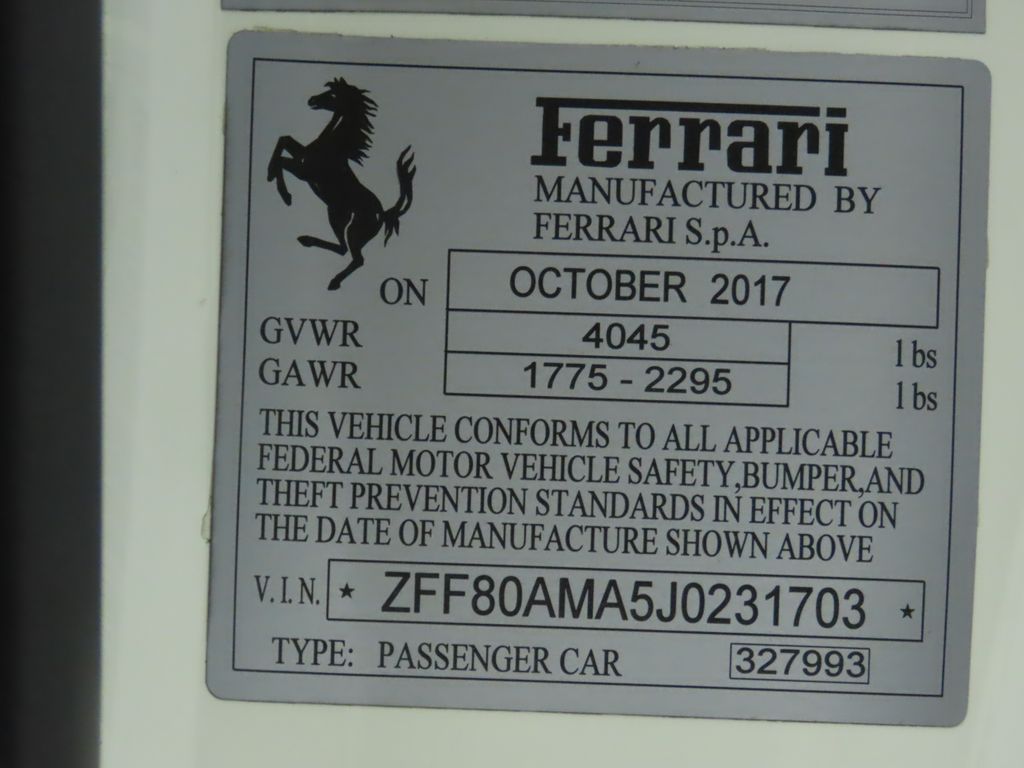 Ferrari
MANUFACTURED BY
FERRARI S.p.A.
ON OCTOBER 2017
GVWR 4045 lbs
GAWR 1775 - 2295 lbs
THIS VEHICLE CONFORMS TO ALL APPLICABLE
FEDERAL MOTOR VEHICLE SAFETY,BUMPER,AND
THEFT PREVENTION STANDARDS IN EFFECT ON
THE DATE OF MANUFACTURE SHOWN ABOVE
V.I.N. ★ ZFF80AMA5J0231703 ★
TYPE: PASSENGER CAR 327993